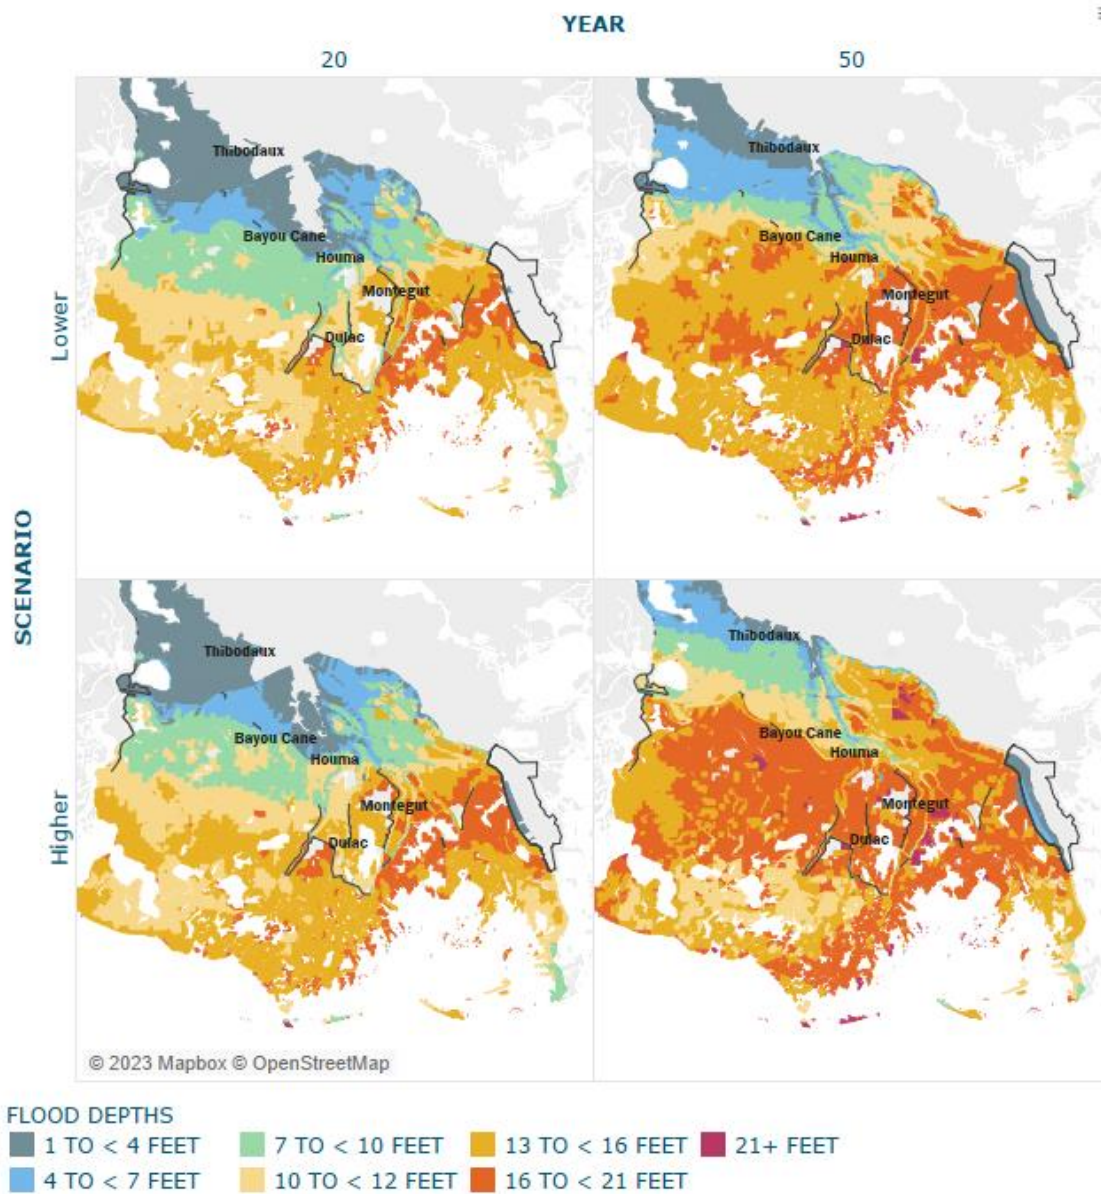 YEAR
20 50
SCENARIO
Lower
Thibodaux
Bayou Cane
Houma
Montegut
Dulac
Thibodaux
Bayou Cane
Houma
Montegut
Dulac
Higher
Thibodaux
Bayou Cane
Houma
Montegut
Dulac
© 2023 Mapbox © OpenStreetMap
Thibodaux
Bayou Cane
Houma
Montegut
Dulac
FLOOD DEPTHS
1 TO < 4 FEET 7 TO < 10 FEET 13 TO < 16 FEET 21+ FEET
4 TO < 7 FEET 10 TO < 12 FEET 16 TO < 21 FEET